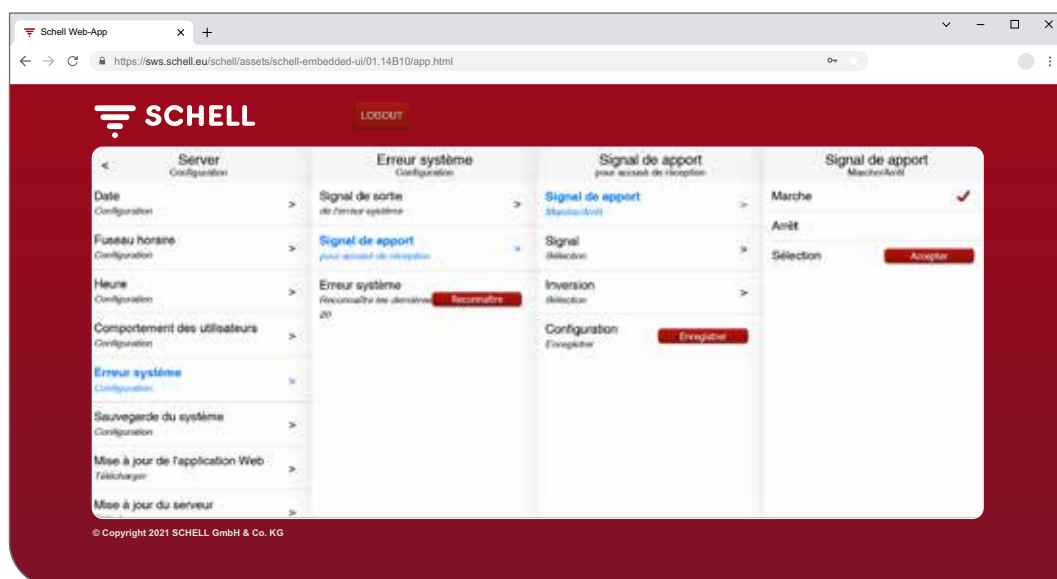 Schell Web-App
https://sws.schell.eu/schell/assets/schell-embedded-ui/01.14B10/app.html
SCHELL
LOGOUT
< Server
Configuration
Date >
Configuration
Fuseau horaire >
Configuration
Heure >
Configuration
Comportement des utilisateurs >
Configuration
Erreur système >
Configuration
Sauvegarde du système >
Configuration
Mise à jour de l'application Web >
Télécharger
Mise à jour du serveur >
Erreur système
Configuration
Signal de sortie >
de l'erreur système
Signal de apport >
pour accusé de réception
Erreur système
Reconnaître les dernières Reconnaître
20
Signal de apport
pour accusé de réception
Signal de apport >
Marche/Arrêt
Signal >
Sélection
Inversion >
Sélection
Configuration
Enregistrer Enregistrer
Signal de apport
Marche/Arrêt
Marche
Arrêt
Sélection Accepter
© Copyright 2021 SCHELL GmbH & Co. KG